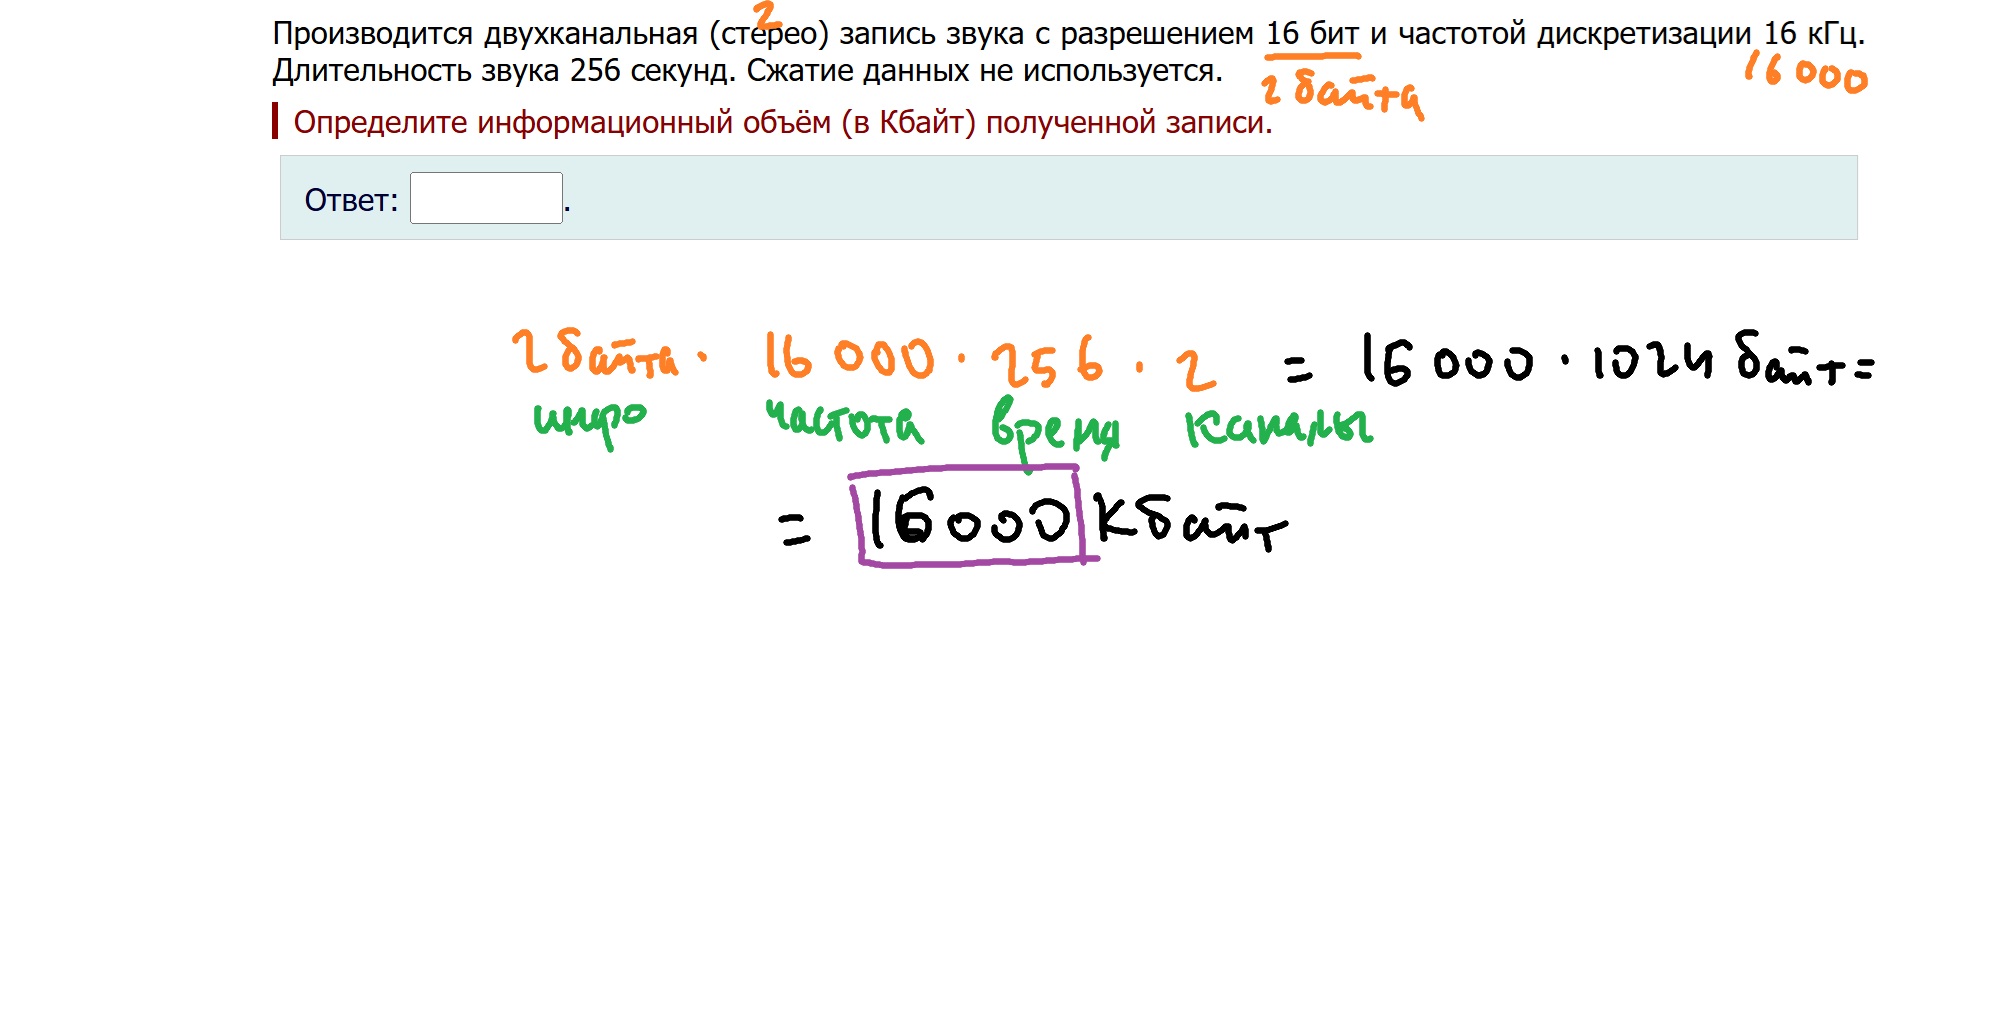 2
Производится двухканальная (стерео) запись звука с разрешением 16 бит и частотой дискретизации 16 кГц.
Длительность звука 256 секунд. Сжатие данных не используется.
2 байта 16 000
Определите информационный объём (в Кбайт) полученной записи.
Ответ: .
2 байта · 16 000 · 256 · 2 = 16 000 · 1024 байт =
инфо частота время каналы
= 16000 Кбайт